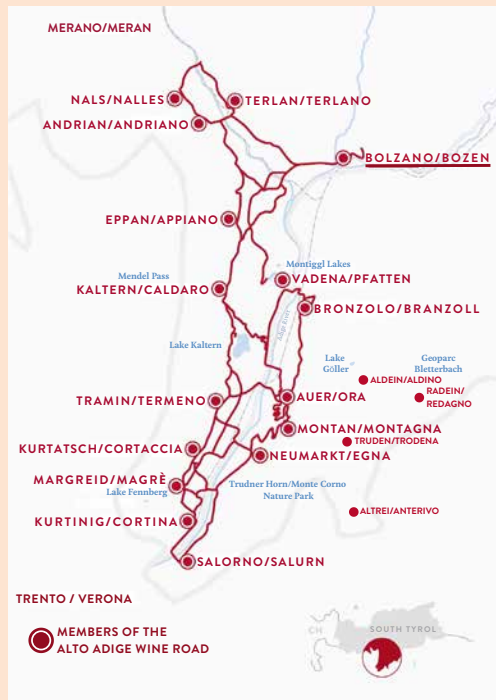 MERANO/MERAN
NALS/NALLES
TERLAN/TERLANO
ANDRIAN/ANDRIANO
BOLZANO/BOZEN
EPPAN/APPIANO
Montiggl Lakes
Mendel Pass
VADENA/PFATTEN
KALTERN/CALDARO
BRONZOLO/BRANZOLL
Adige River
Lake Kaltern
Lake
Göller
Geoparc
Bletterbach
ALDEIN/ALDINO
RADEIN/
REDAGNO
TRAMIN/TERMENO
AUER/ORA
MONTAN/MONTAGNA
TRUDEN/TRODENA
KURTATSCH/CORTACCIA
NEUMARKT/EGNA
MARGREID/MAGRÈ
Lake Fennberg
Trudner Horn/Monte Corno
Nature Park
KURTINIG/CORTINA
ALTREI/ANTERIVO
SALORNO/SALURN
TRENTO / VERONA
MEMBERS OF THE
ALTO ADIGE WINE ROAD
CH
SOUTH TYROL
I